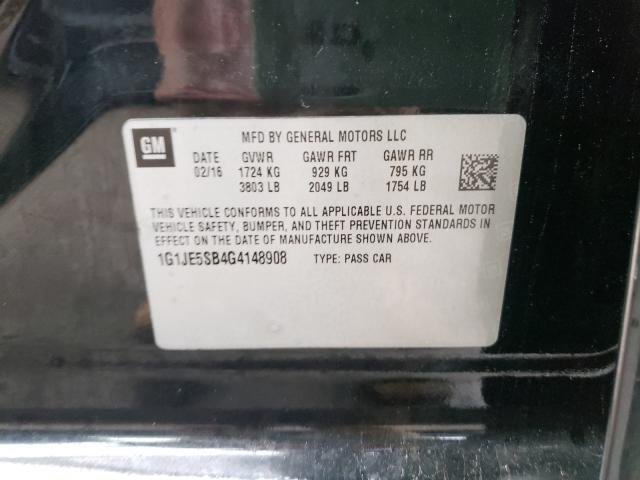 GM
MFD BY GENERAL MOTORS LLC
DATE GVWR GAWR FRT GAWR RR
02/16 1724 KG 929 KG 795 KG
3803 LB 2049 LB 1754 LB
THIS VEHICLE CONFORMS TO ALL APPLICABLE U.S. FEDERAL MOTOR
VEHICLE SAFETY, BUMPER, AND THEFT PREVENTION STANDARDS IN
EFFECT ON THE DATE OF MANUFACTURE SHOWN ABOVE.
1G1JE5SB4G4148908 TYPE: PASS CAR